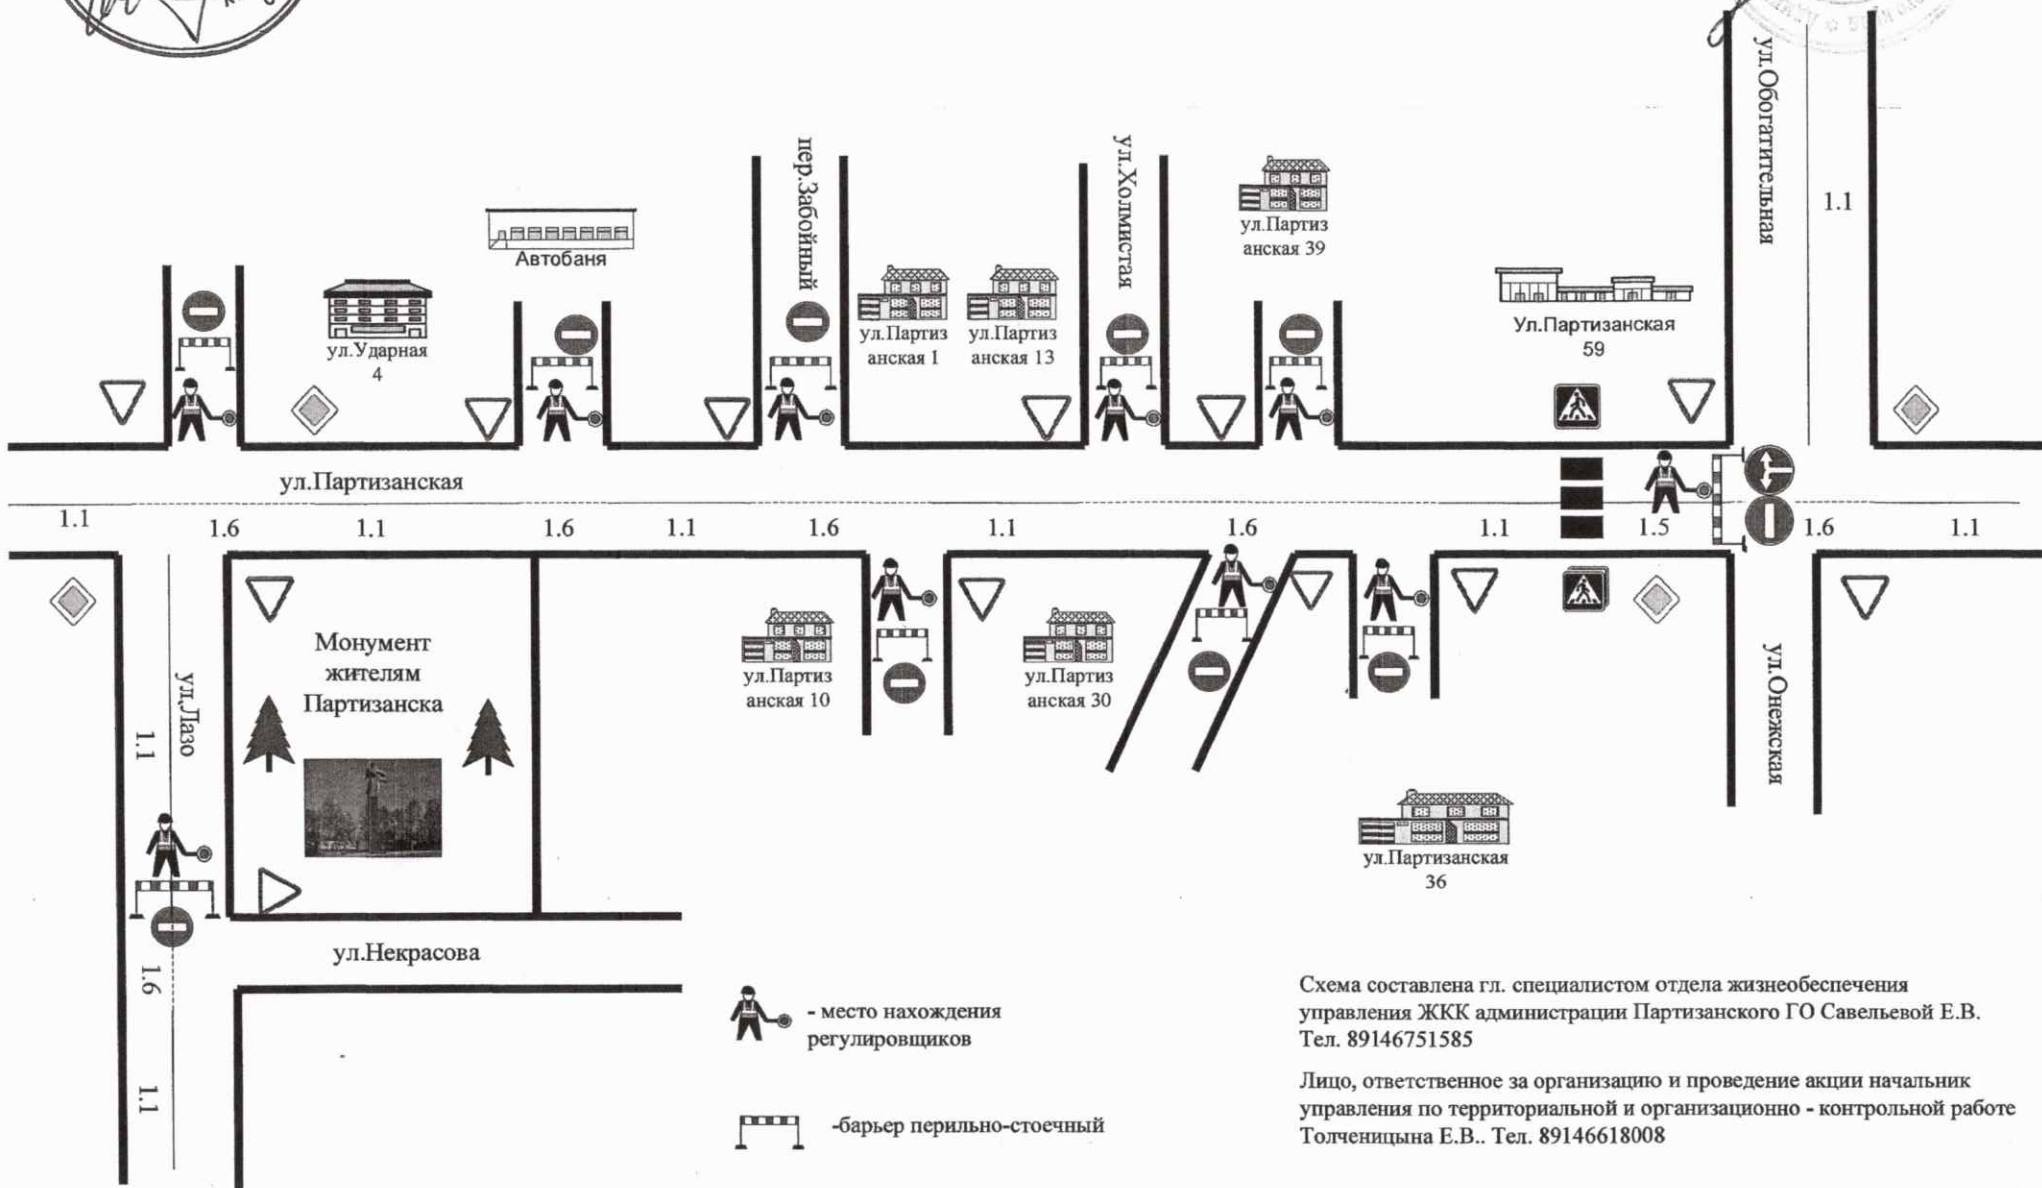 ул.Обогатительная
1.1
пер.Забойный
ул.Холмистая
ул.Партиз
анская 39
Автобаня
ул.Ударная
4
ул.Партиз
анская 1
ул.Партиз
анская 13
Ул.Партизанская
59
ул.Партизанская
1.1
1.6
1.1
1.6
1.1
1.6
1.1
1.6
1.1
1.5
1.6
1.1
Монумент
жителям
Партизанска
ул.Лазо
1.1
ул.Партиз
анская 10
ул.Партиз
анская 30
ул.Онежская
ул.Партизанская
36
ул.Некрасова
1.6
1.1
- место нахождения
регулировщиков
-барьер перильно-стоечный
Схема составлена гл. специалистом отдела жизнеобеспечения
управления ЖКК администрации Партизанского ГО Савельевой Е.В.
Тел. 89146751585
Лицо, ответственное за организацию и проведение акции начальник
управления по территориальной и организационно - контрольной работе
Толченицына Е.В.. Тел. 89146618008